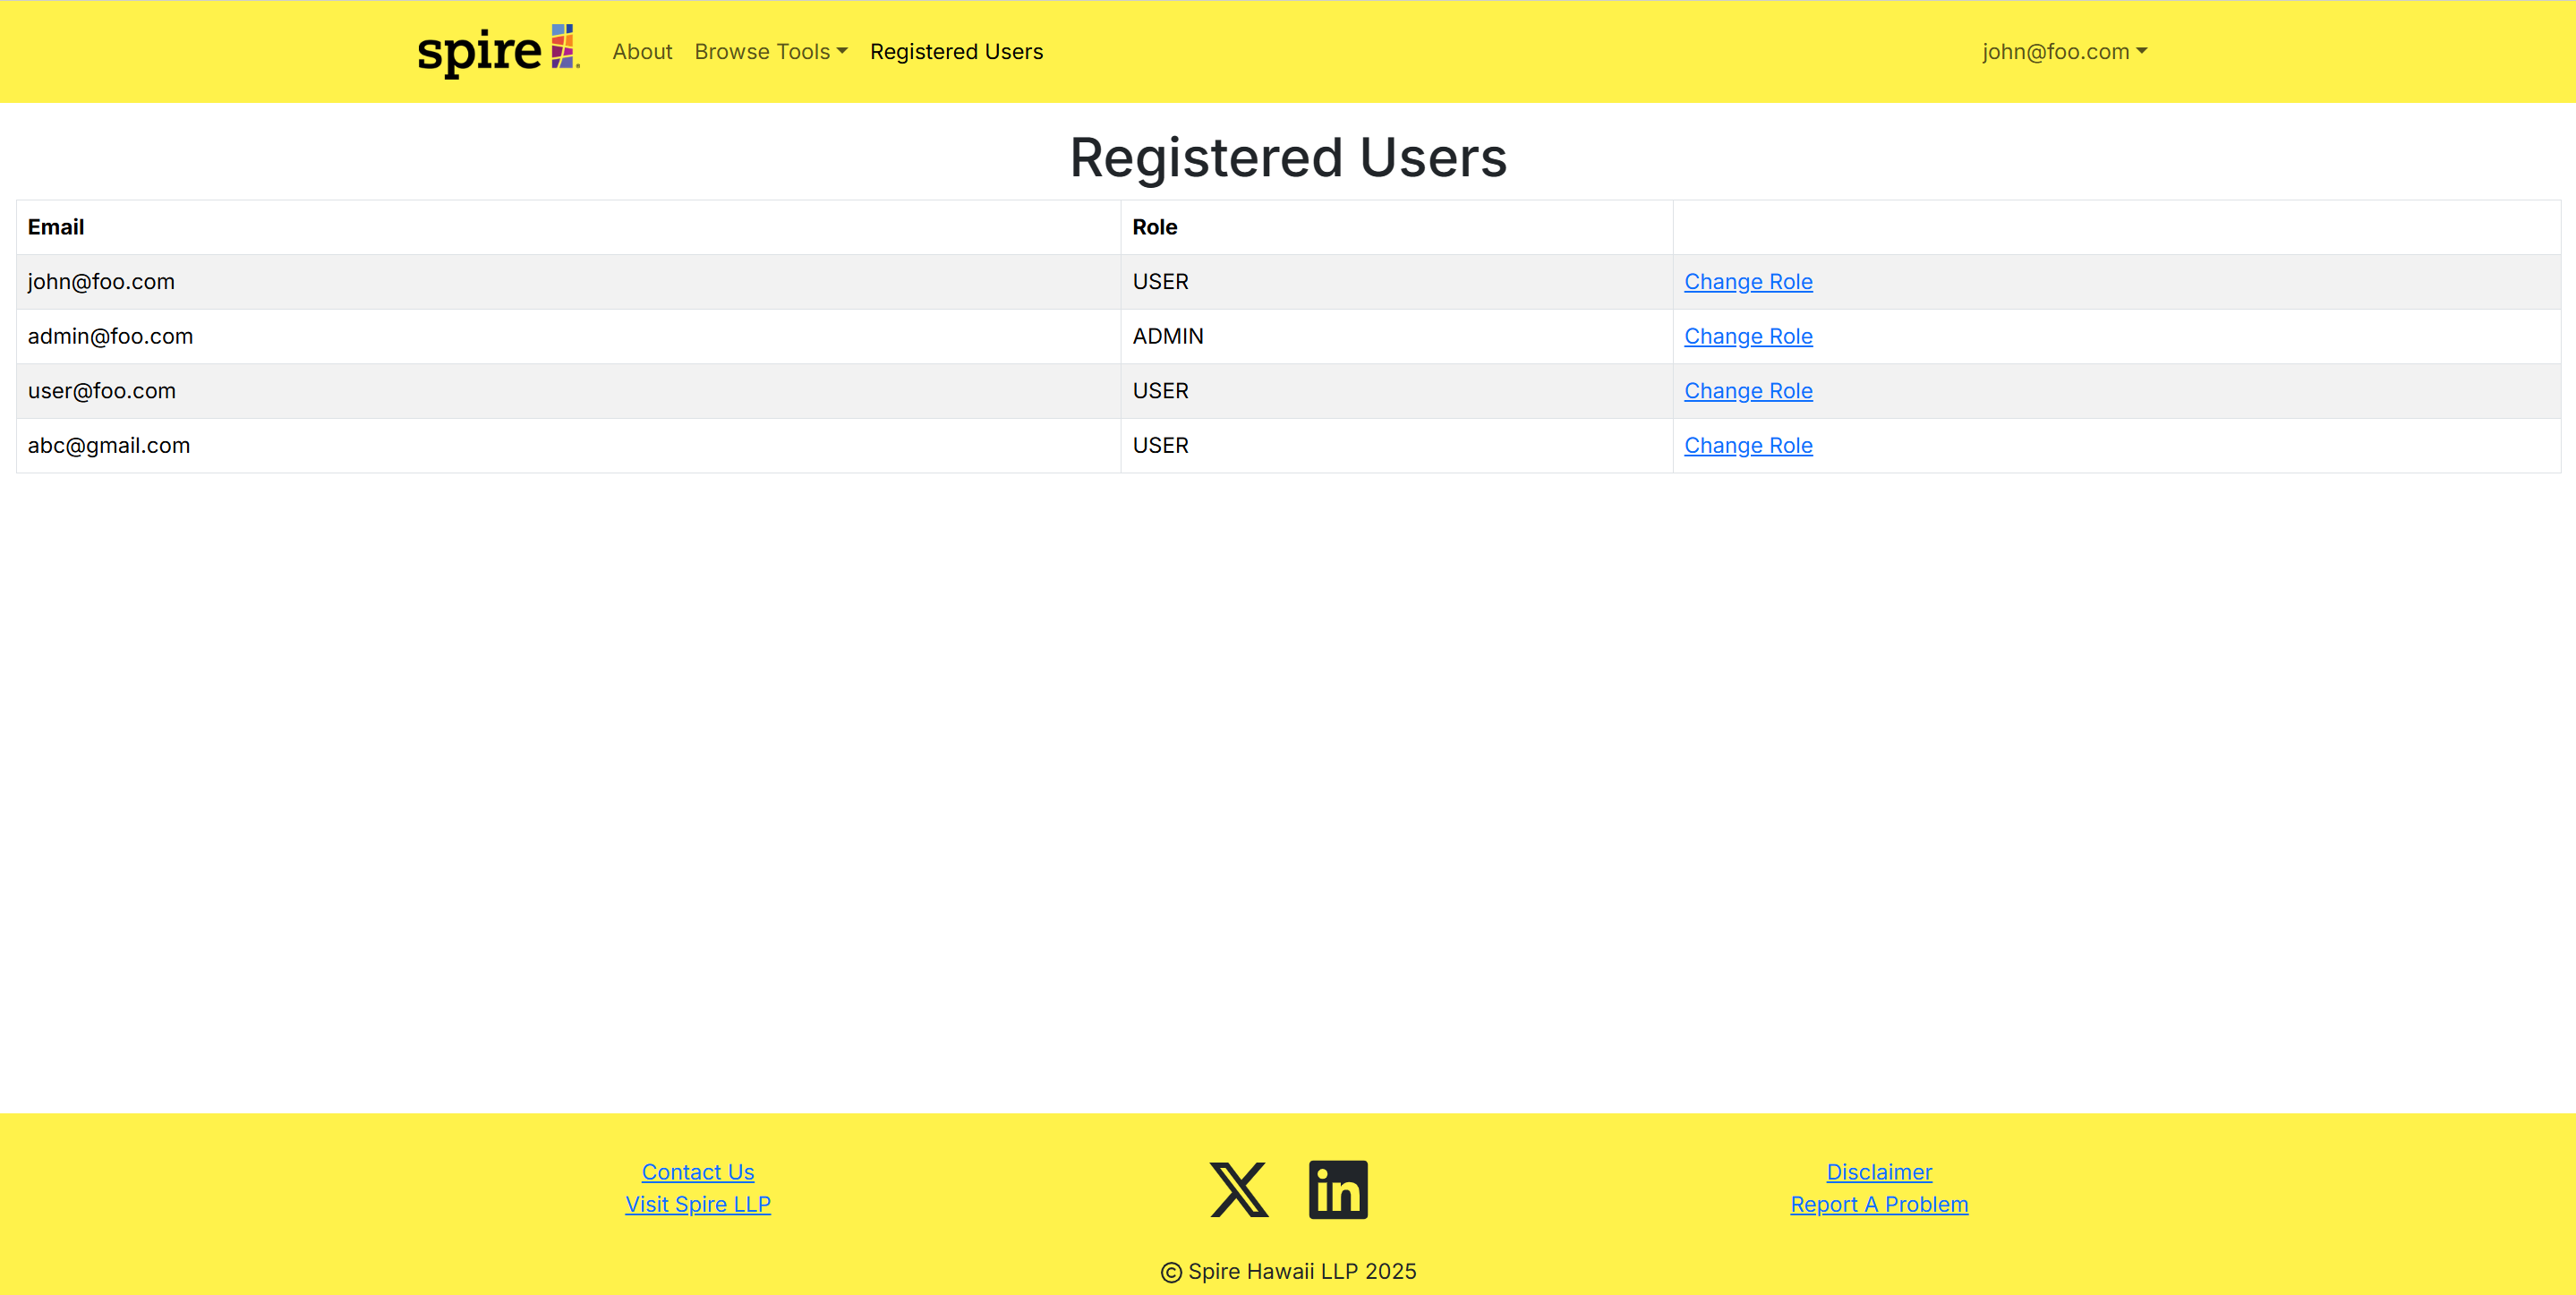 spire About Browse Tools Registered Users john@foo.com
Registered Users
Email Role
john@foo.com USER Change Role
admin@foo.com ADMIN Change Role
user@foo.com USER Change Role
abc@gmail.com USER Change Role
Contact Us
Visit Spire LLP
X in
Disclaimer
Report A Problem
© Spire Hawaii LLP 2025